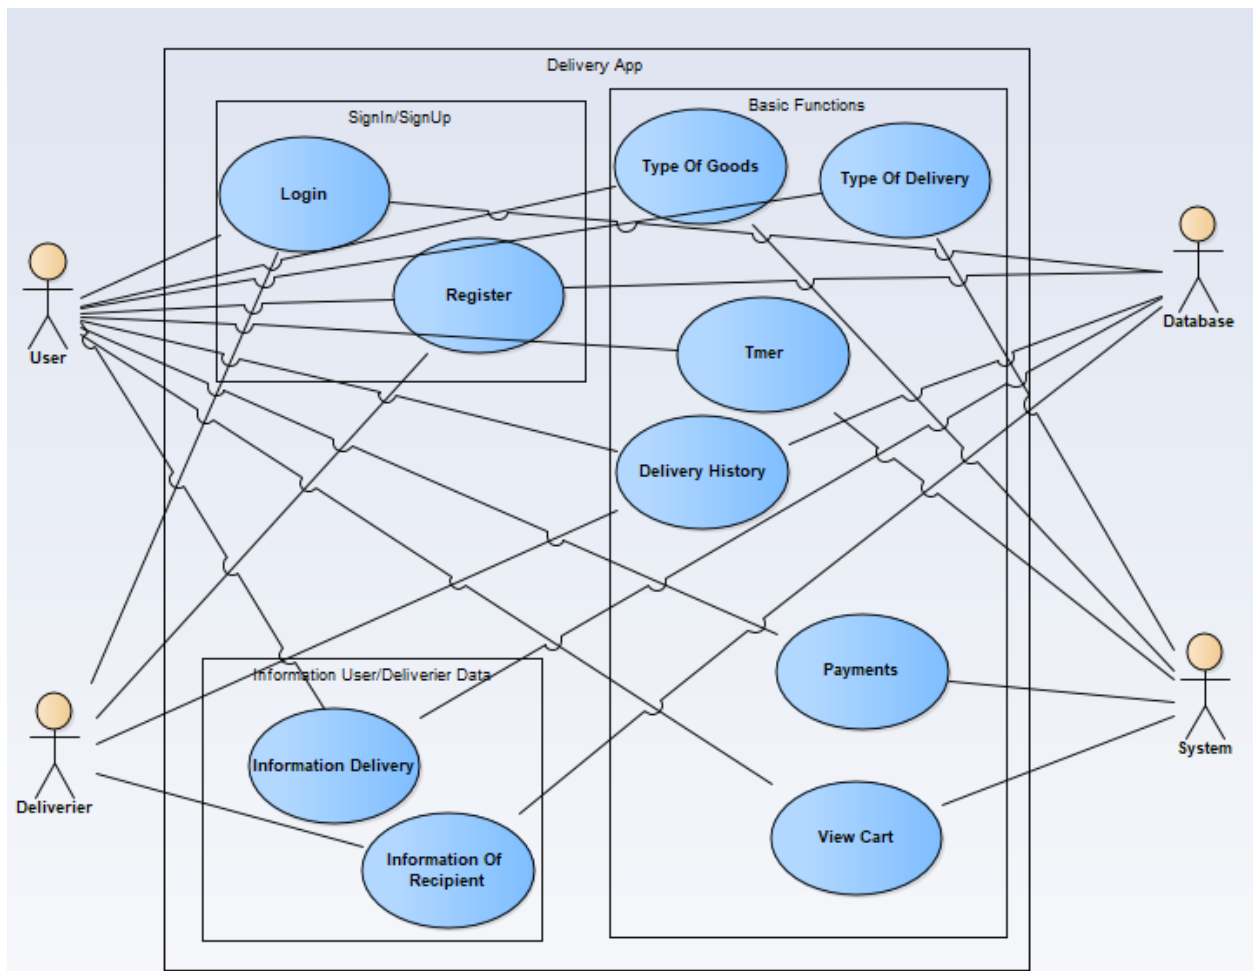 Delivery App
SignIn/SignUp
Basic Functions
Login
Type Of Goods
Type Of Delivery
Register
User
Database
Tmer
Delivery History
Information User/Deliverier Data
Payments
Information Delivery
Deliverier
System
View Cart
Information Of
Recipient